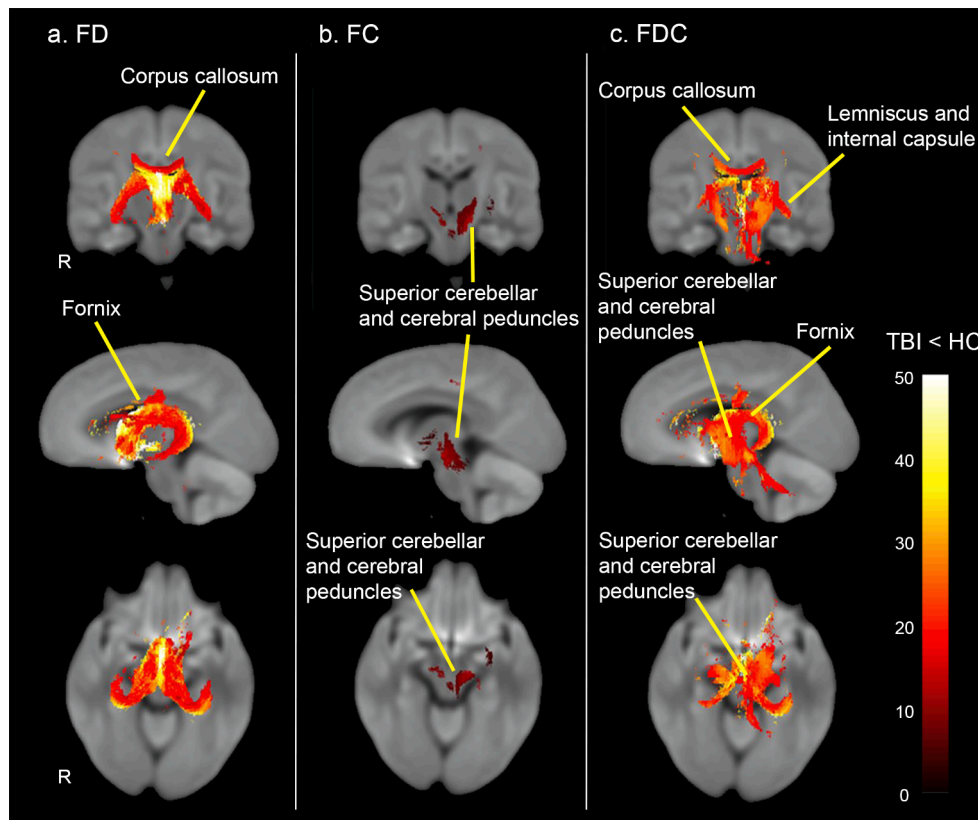 a. FD
Corpus callosum
R
Fornix
R
b. FC
Superior cerebellar
and cerebral peduncles
Superior cerebellar
and cerebral
peduncles
c. FDC
Corpus callosum
Lemniscus and
internal capsule
Superior cerebellar
and cerebral
peduncles
Fornix
Superior cerebellar
and cerebral
peduncles
TBI < HC
50
40
30
20
10
0